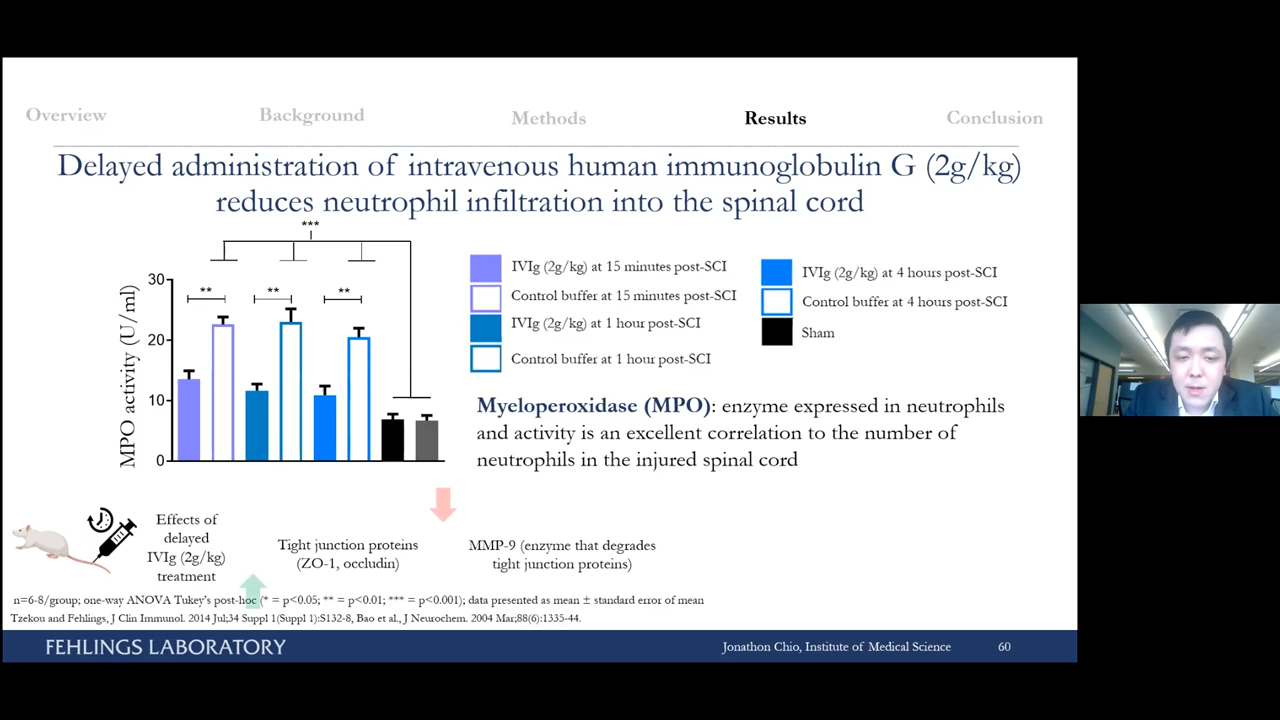 Overview Background Methods Results Conclusion
Delayed administration of intravenous human immunoglobulin G (2g/kg)
reduces neutrophil infiltration into the spinal cord
***
30
20
10
0
MPO activity (U/ml)
** ** **
IVIg (2g/kg) at 15 minutes post-SCI
Control buffer at 15 minutes post-SCI
IVIg (2g/kg) at 1 hour post-SCI
Control buffer at 1 hour post-SCI
IVIg (2g/kg) at 4 hours post-SCI
Control buffer at 4 hours post-SCI
Sham
Myeloperoxidase (MPO): enzyme expressed in neutrophils
and activity is an excellent correlation to the number of
neutrophils in the injured spinal cord
Effects of
delayed
IVIg (2g/kg)
treatment
Tight junction proteins
(ZO-1, occludin)
MMP-9 (enzyme that degrades
tight junction proteins)
n=6-8/group; one-way ANOVA Tukey's post-hoc (* = p<0.05; ** = p<0.01; *** = p<0.001); data presented as mean ± standard error of mean
Tzekou and Fehlings, J Clin Immunol. 2014 Jul;34 Suppl 1(Suppl 1):S132-8, Bao et al., J Neurochem. 2004 Mar;88(6):1335-44.
FEHLINGS LABORATORY
Jonathon Chio, Institute of Medical Science 60